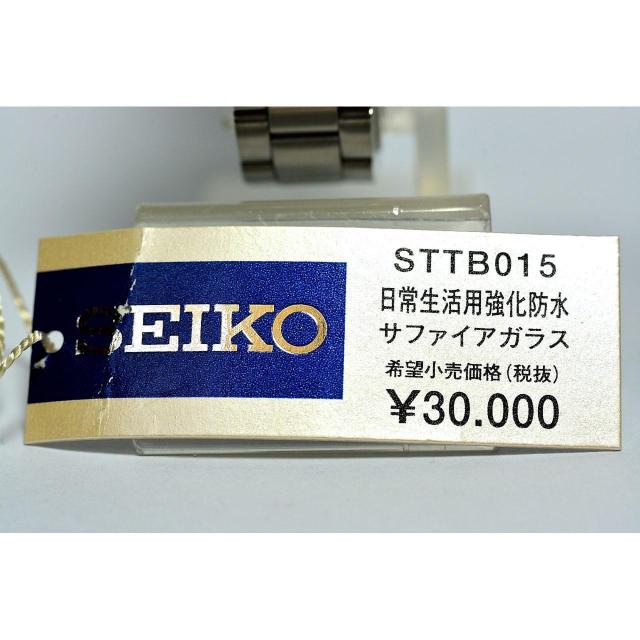 SEIKO
STTB015
日常生活用強化防水
サファイアガラス
希望小売価格(税抜)
¥30.000